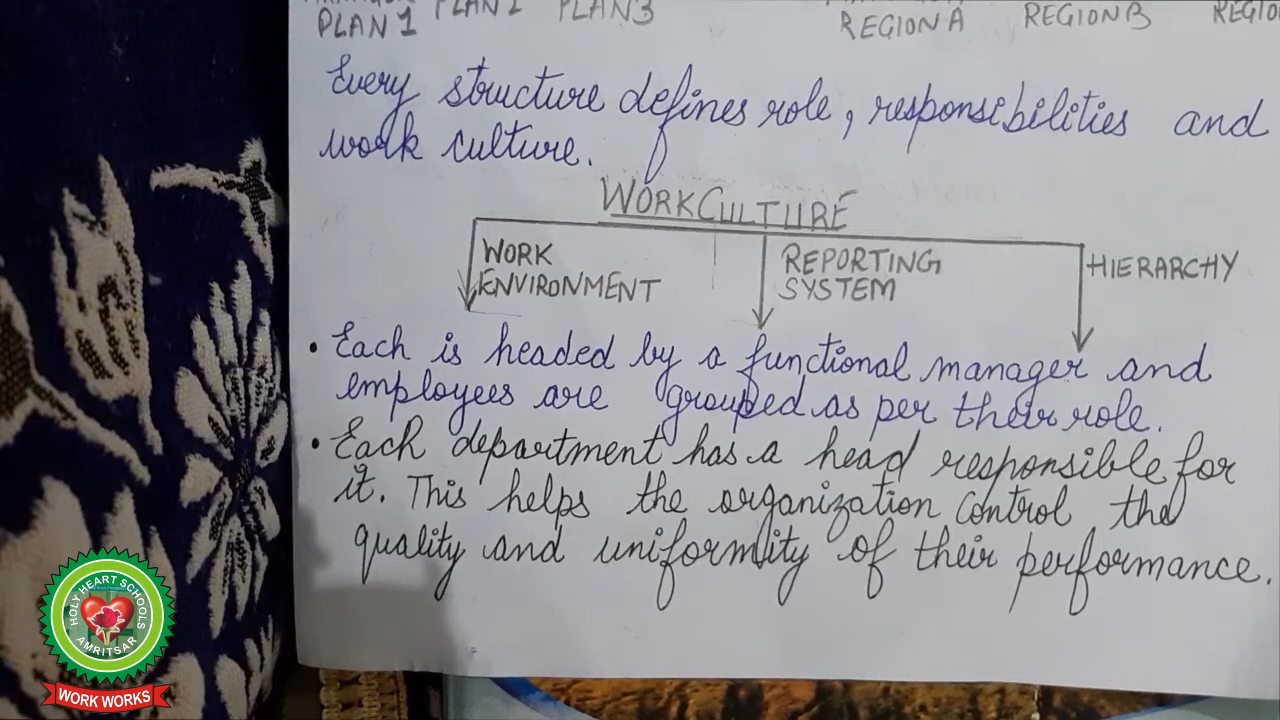 PLAN 1 PLAN 2 PLAN 3 REGION A REGION B REGIO
Every structure defines role, responsibilities and
work culture.
WORK CULTURE
WORK
ENVIRONMENT
REPORTING
SYSTEM
HIERARCHY
• Each is headed by a functional manager and
employees are grouped as per their role.
• Each department has a head responsible for
it. This helps the organization control the
quality and uniformity of their performance.
HOLY HEART SCHOOLS
AMRITSAR
WORK WORKS